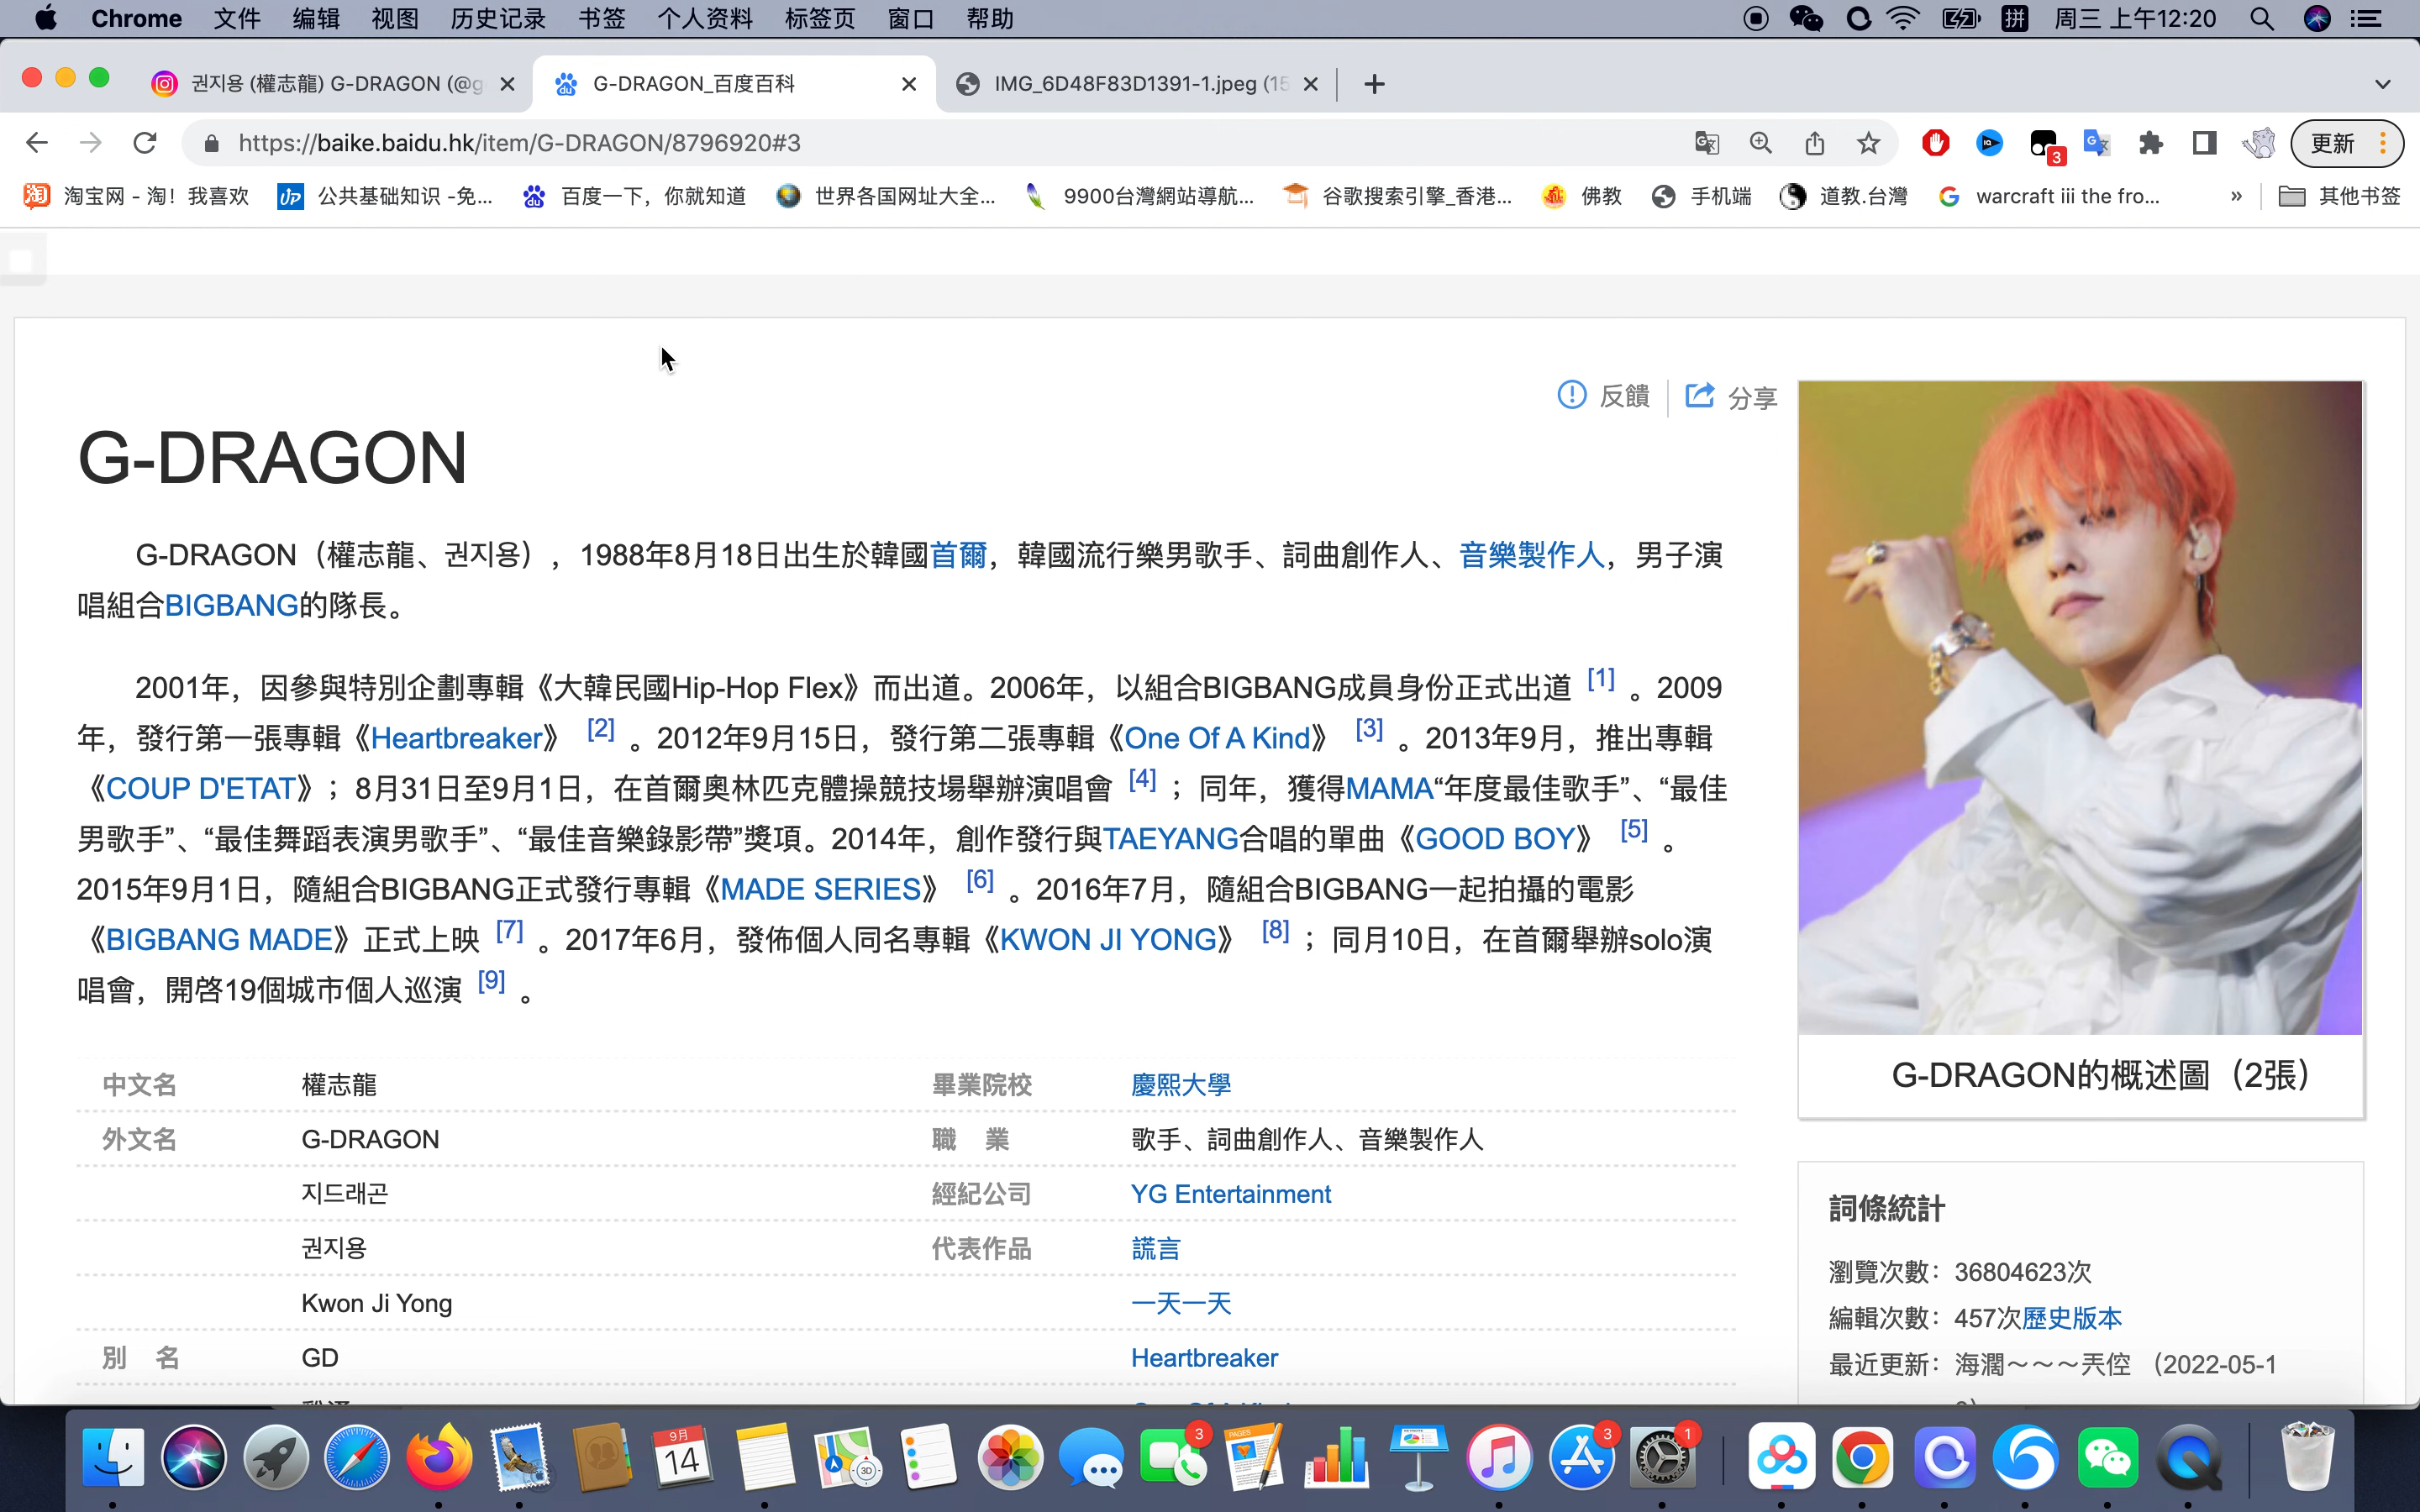 Chrome 文件 编辑 视图 历史记录 书签 个人资料 标签页 窗口 帮助 拼 周三 上午12:20
권지용 (權志龍) G-DRAGON (@g G-DRAGON_百度百科 IMG_6D48F83D1391-1.jpeg (15
https://baike.baidu.hk/item/G-DRAGON/8796920#3 3 更新
淘宝网 - 淘！我喜欢 公共基础知识 -免... 百度一下，你就知道 世界各国网址大全... 9900台灣網站導航... 谷歌搜索引擎_香港... 佛教 手机端 道教.台灣 warcraft iii the fro... » 其他书签
反饋 分享
G-DRAGON
G-DRAGON（權志龍、권지용），1988年8月18日出生於韓國首爾，韓國流行樂男歌手、詞曲創作人、音樂製作人，男子演
唱組合BIGBANG的隊長。
2001年，因參與特別企劃專輯《大韓民國Hip-Hop Flex》而出道。2006年，以組合BIGBANG成員身份正式出道 [1] 。2009
年，發行第一張專輯《Heartbreaker》 [2] 。2012年9月15日，發行第二張專輯《One Of A Kind》 [3] 。2013年9月，推出專輯
《COUP D'ETAT》；8月31日至9月1日，在首爾奧林匹克體操競技場舉辦演唱會 [4] ；同年，獲得MAMA“年度最佳歌手”、“最佳
男歌手”、“最佳舞蹈表演男歌手”、“最佳音樂錄影帶”獎項。2014年，創作發行與TAEYANG合唱的單曲《GOOD BOY》 [5] 。
2015年9月1日，隨組合BIGBANG正式發行專輯《MADE SERIES》 [6] 。2016年7月，隨組合BIGBANG一起拍攝的電影
《BIGBANG MADE》正式上映 [7] 。2017年6月，發佈個人同名專輯《KWON JI YONG》 [8] ；同月10日，在首爾舉辦solo演
唱會，開啓19個城市個人巡演 [9] 。
G-DRAGON的概述圖（2張）
中文名 權志龍 畢業院校 慶熙大學
外文名 G-DRAGON 職 業 歌手、詞曲創作人、音樂製作人
지드래곤 經紀公司 YG Entertainment
권지용 代表作品 謊言
Kwon Ji Yong 一天一天
別 名 GD Heartbreaker
詞條統計
瀏覽次數：36804623次
編輯次數：457次歷史版本
最近更新：海濶～～～兲倥 （2022-05-1
9月
14
3D
3
PAGES
3
1